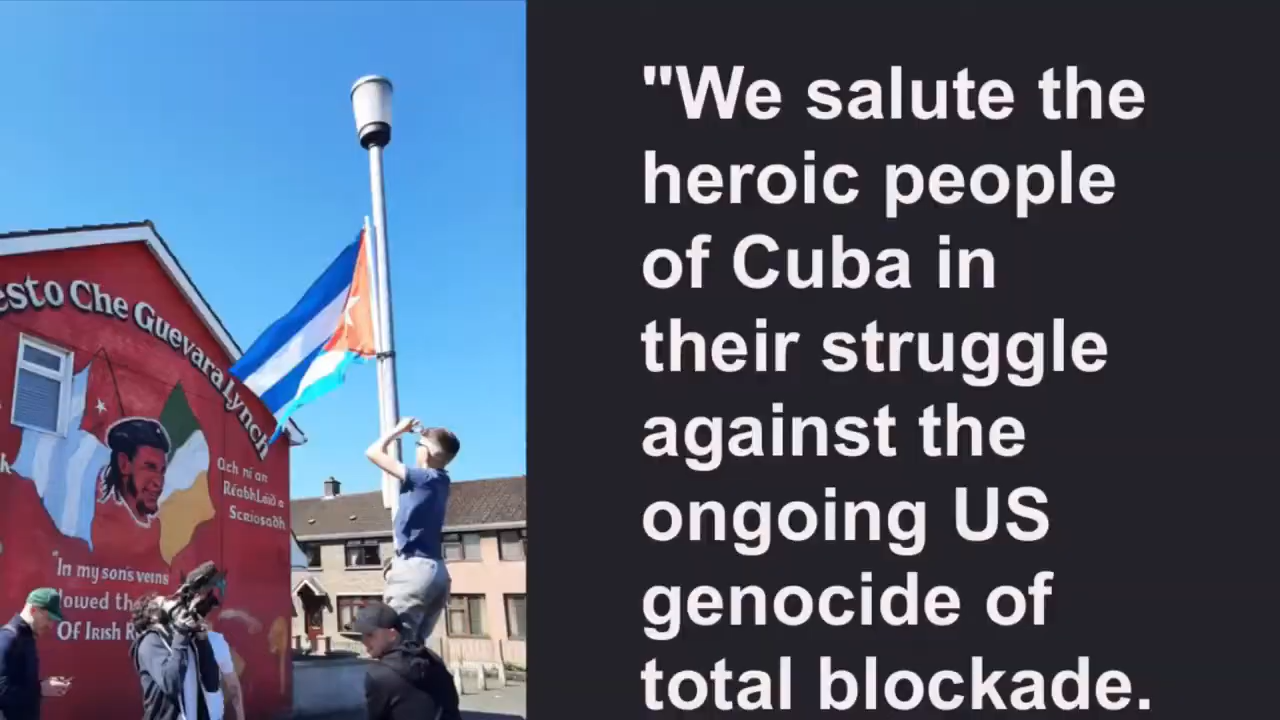 esto Che Guevara Lynch
Ach ní an
Réabhlóid a
Scriosadh
"In my son's veins
lowed the
Of Irish R
"We salute the
heroic people
of Cuba in
their struggle
against the
ongoing US
genocide of
total blockade.